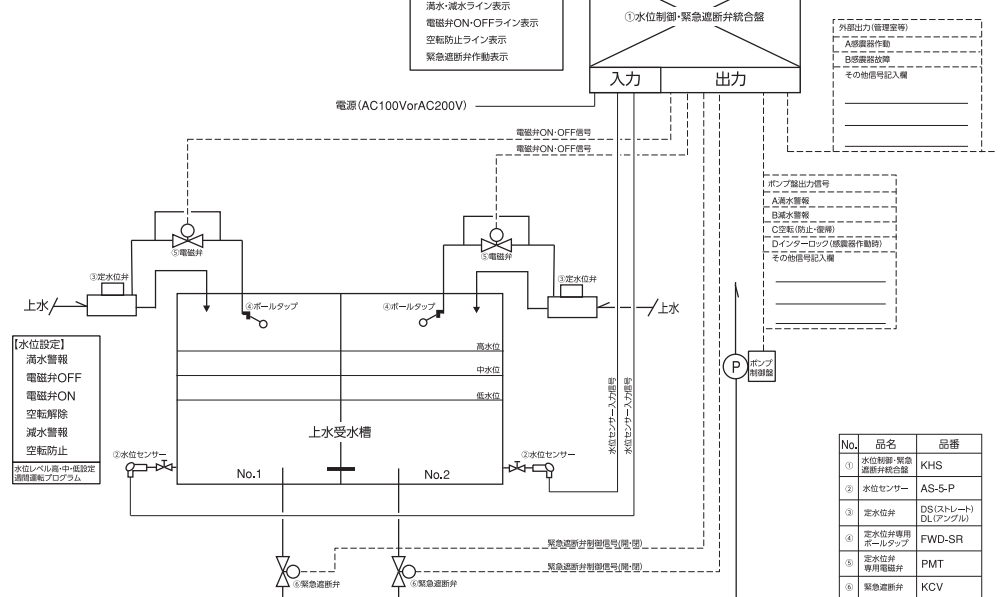 満水・減水ライン表示
電磁弁ON・OFFライン表示
空転防止ライン表示
緊急遮断弁作動表示
①水位制御・緊急遮断弁統合盤
入力
出力
電源(AC100VorAC200V)
電磁弁ON・OFF信号
電磁弁ON・OFF信号
外部出力(管理室等)
A感震器作動
B感震器故障
その他信号記入欄
ポンプ盤出力信号
A満水警報
B減水警報
C空転(防止・復帰)
Dインターロック(感震器作動時)
その他信号記入欄
⑤電磁弁
⑤電磁弁
③定水位弁
③定水位弁
上水
上水
④ボールタップ
④ボールタップ
【水位設定】
満水警報
電磁弁OFF
電磁弁ON
空転解除
減水警報
空転防止
水位レベル高・中・低設定
週間運転プログラム
高水位
中水位
低水位
上水受水槽
No.1
No.2
②水位センサー
②水位センサー
水位センサー入力信号
水位センサー入力信号
P
ポンプ
制御盤
緊急遮断弁制御信号(開・閉)
緊急遮断弁制御信号(開・閉)
⑥緊急遮断弁
⑥緊急遮断弁
No. 品名 品番
① 水位制御・緊急
遮断弁統合盤 KHS
② 水位センサー AS-5-P
③ 定水位弁 DS(ストレート)
DL(アングル)
④ 定水位弁専用
ボールタップ FWD-SR
⑤ 定水位弁
専用電磁弁 PMT
⑥ 緊急遮断弁 KCV